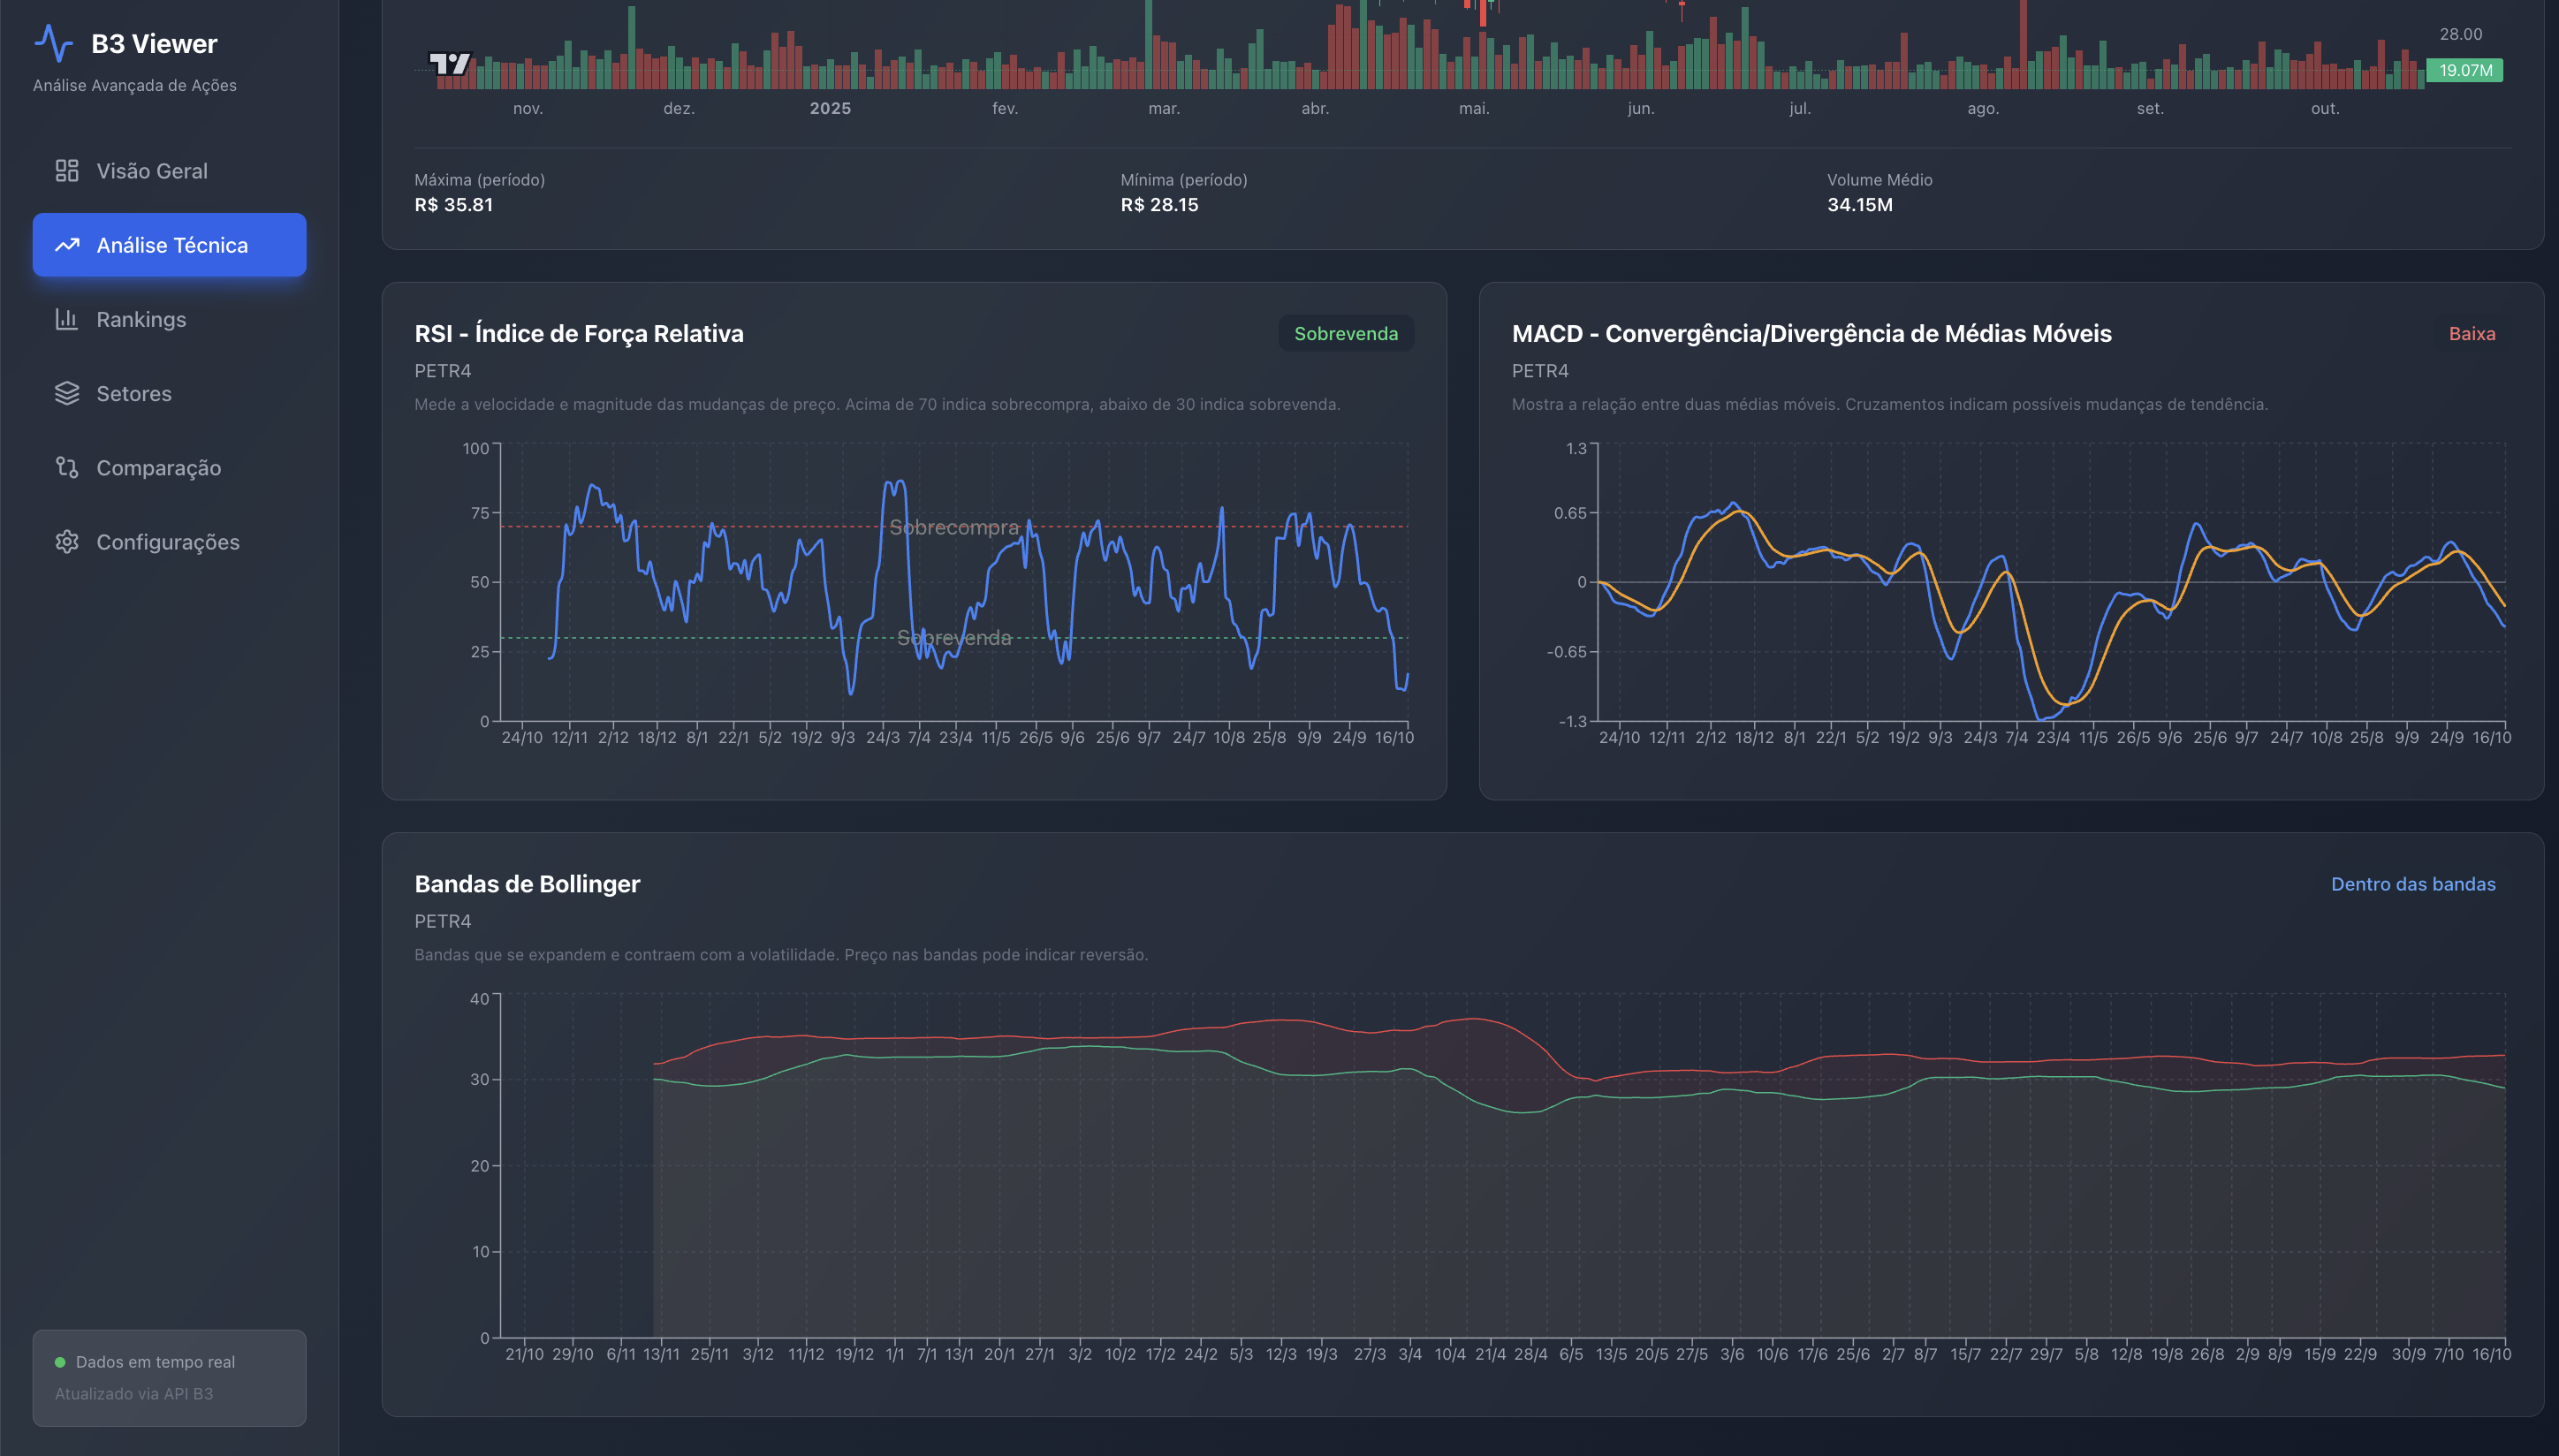 B3 Viewer
Análise Avançada de Ações
Visão Geral
Análise Técnica
Rankings
Setores
Comparação
Configurações
Dados em tempo real
Atualizado via API B3
28.00
19.07M
nov. dez. 2025 fev. mar. abr. mai. jun. jul. ago. set. out.
Máxima (período) Mínima (período) Volume Médio
R$ 35.81 R$ 28.15 34.15M
RSI - Índice de Força Relativa Sobrevenda
PETR4
Mede a velocidade e magnitude das mudanças de preço. Acima de 70 indica sobrecompra, abaixo de 30 indica sobrevenda.
100
75
Sobrecompra
50
Sobrevenda
25
0
24/10 12/11 2/12 18/12 8/1 22/1 5/2 19/2 9/3 24/3 7/4 23/4 11/5 26/5 9/6 25/6 9/7 24/7 10/8 25/8 9/9 24/9 16/10
MACD - Convergência/Divergência de Médias Móveis Baixa
PETR4
Mostra a relação entre duas médias móveis. Cruzamentos indicam possíveis mudanças de tendência.
1.3
0.65
0
-0.65
-1.3
24/10 12/11 2/12 18/12 8/1 22/1 5/2 19/2 9/3 24/3 7/4 23/4 11/5 26/5 9/6 25/6 9/7 24/7 10/8 25/8 9/9 24/9 16/10
Bandas de Bollinger Dentro das bandas
PETR4
Bandas que se expandem e contraem com a volatilidade. Preço nas bandas pode indicar reversão.
40
30
20
10
0
21/10 29/10 6/11 13/11 25/11 3/12 11/12 19/12 1/1 7/1 13/1 20/1 27/1 3/2 10/2 17/2 24/2 5/3 12/3 19/3 27/3 3/4 10/4 21/4 28/4 6/5 13/5 20/5 27/5 3/6 10/6 17/6 25/6 2/7 8/7 15/7 22/7 29/7 5/8 12/8 19/8 26/8 2/9 8/9 15/9 22/9 30/9 7/10 16/10